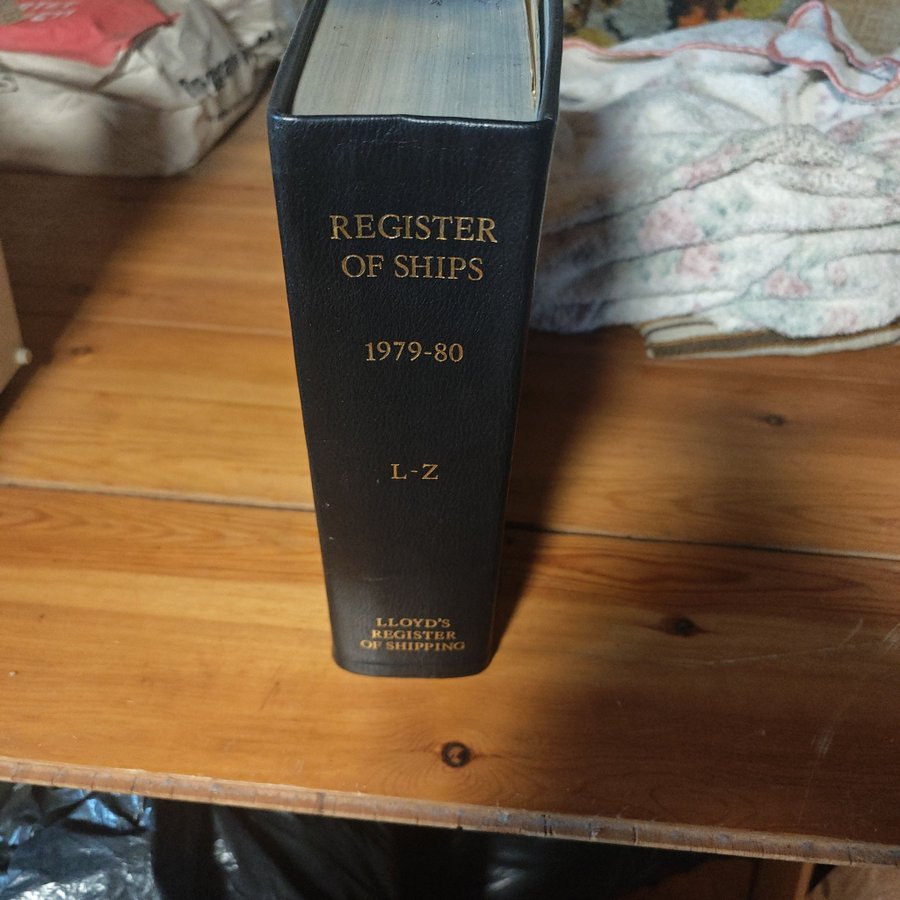 REGISTER
OF SHIPS
1979-80
L-Z
LLOYD'S
REGISTER
OF SHIPPING